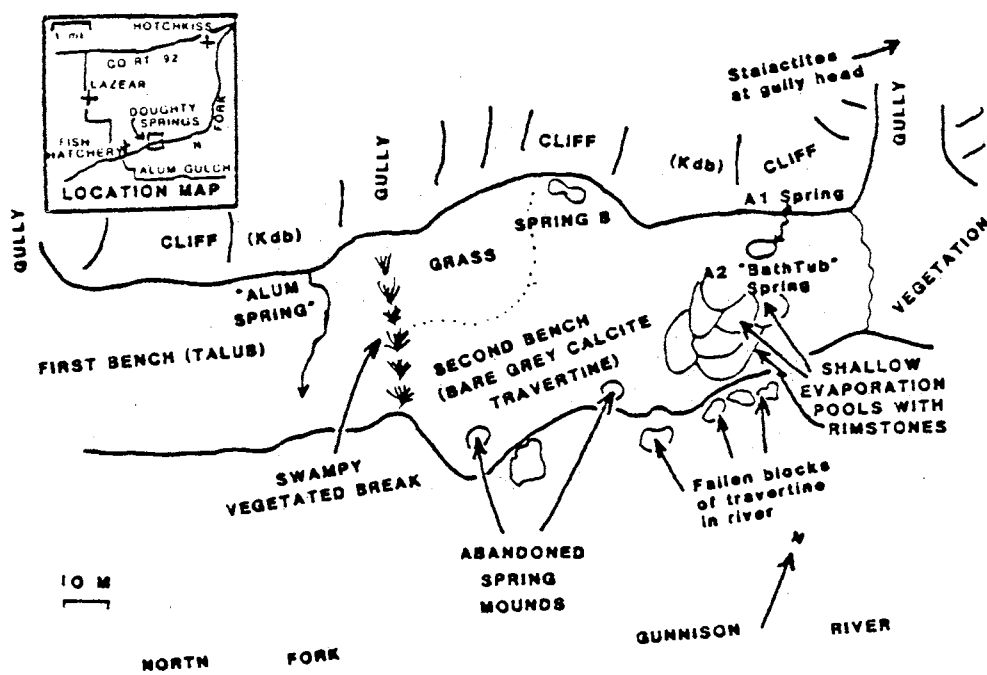 1 mi
HOTCHKISS
CO RT 92
LAZEAR
DOUGHTY
SPRINGS
FORK
FISH
HATCHERY
N
ALUM GULCH
LOCATION MAP
Stalactites
at gully head
GULLY
CLIFF
GULLY
(Kdb)
CLIFF
A1 Spring
GULLY
CLIFF (Kdb)
SPRING B
GRASS
"ALUM
SPRING"
A2 "BathTub"
Spring
VEGETATION
FIRST BENCH (TALUS)
SECOND BENCH
(BARE GREY CALCITE
TRAVERTINE)
SHALLOW
EVAPORATION
POOLS WITH
RIMSTONES
SWAMPY
VEGETATED BREAK
Fallen blocks
of travertine
in river
ABANDONED
SPRING
MOUNDS
N
10 M
NORTH FORK GUNNISON RIVER